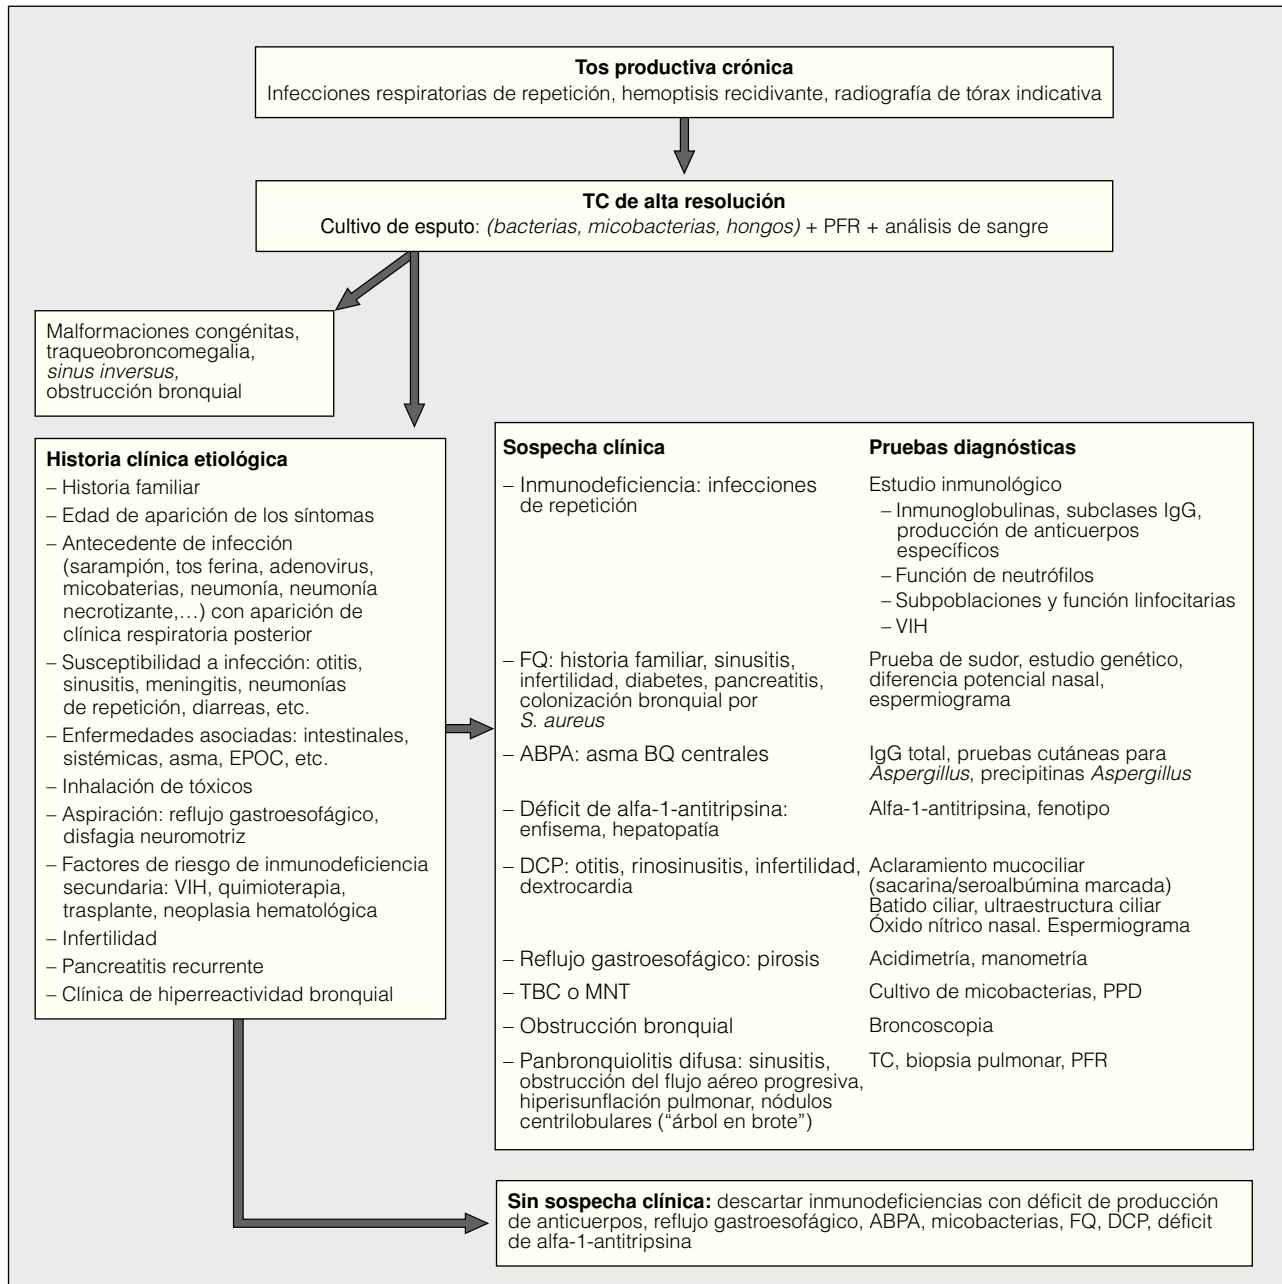 Tos productiva crónica
Infecciones respiratorias de repetición, hemoptisis recidivante, radiografía de tórax indicativa
TC de alta resolución
Cultivo de esputo: (bacterias, micobacterias, hongos) + PFR + análisis de sangre
Malformaciones congénitas,
traqueobroncomegalia,
sinus inversus,
obstrucción bronquial
Historia clínica etiológica
– Historia familiar
– Edad de aparición de los síntomas
– Antecedente de infección
(sarampión, tos ferina, adenovirus,
micobaterias, neumonía, neumonía
necrotizante,...) con aparición de
clínica respiratoria posterior
– Susceptibilidad a infección: otitis,
sinusitis, meningitis, neumonías
de repetición, diarreas, etc.
– Enfermedades asociadas: intestinales,
sistémicas, asma, EPOC, etc.
– Inhalación de tóxicos
– Aspiración: reflujo gastroesofágico,
disfagia neuromotriz
– Factores de riesgo de inmunodeficiencia
secundaria: VIH, quimioterapia,
trasplante, neoplasia hematológica
– Infertilidad
– Pancreatitis recurrente
– Clínica de hiperreactividad bronquial
Sospecha clínica
Pruebas diagnósticas
– Inmunodeficiencia: infecciones
de repetición
Estudio inmunológico
– Inmunoglobulinas, subclases IgG,
producción de anticuerpos
específicos
– Función de neutrófilos
– Subpoblaciones y función linfocitarias
– VIH
– FQ: historia familiar, sinusitis,
infertilidad, diabetes, pancreatitis,
colonización bronquial por
S. aureus
Prueba de sudor, estudio genético,
diferencia potencial nasal,
espermiograma
– ABPA: asma BQ centrales
IgG total, pruebas cutáneas para
Aspergillus, precipitinas Aspergillus
– Déficit de alfa-1-antitripsina:
enfisema, hepatopatía
Alfa-1-antitripsina, fenotipo
– DCP: otitis, rinosinusitis, infertilidad,
dextrocardia
Aclaramiento mucociliar
(sacarina/seroalbúmina marcada)
Batido ciliar, ultraestructura ciliar
Óxido nítrico nasal. Espermiograma
– Reflujo gastroesofágico: pirosis
Acidimetría, manometría
– TBC o MNT
Cultivo de micobacterias, PPD
– Obstrucción bronquial
Broncoscopia
– Panbronquiolitis difusa: sinusitis,
obstrucción del flujo aéreo progresiva,
hiperisunflación pulmonar, nódulos
centrilobulares (“árbol en brote”)
TC, biopsia pulmonar, PFR
Sin sospecha clínica: descartar inmunodeficiencias con déficit de producción
de anticuerpos, reflujo gastroesofágico, ABPA, micobacterias, FQ, DCP, déficit
de alfa-1-antitripsina